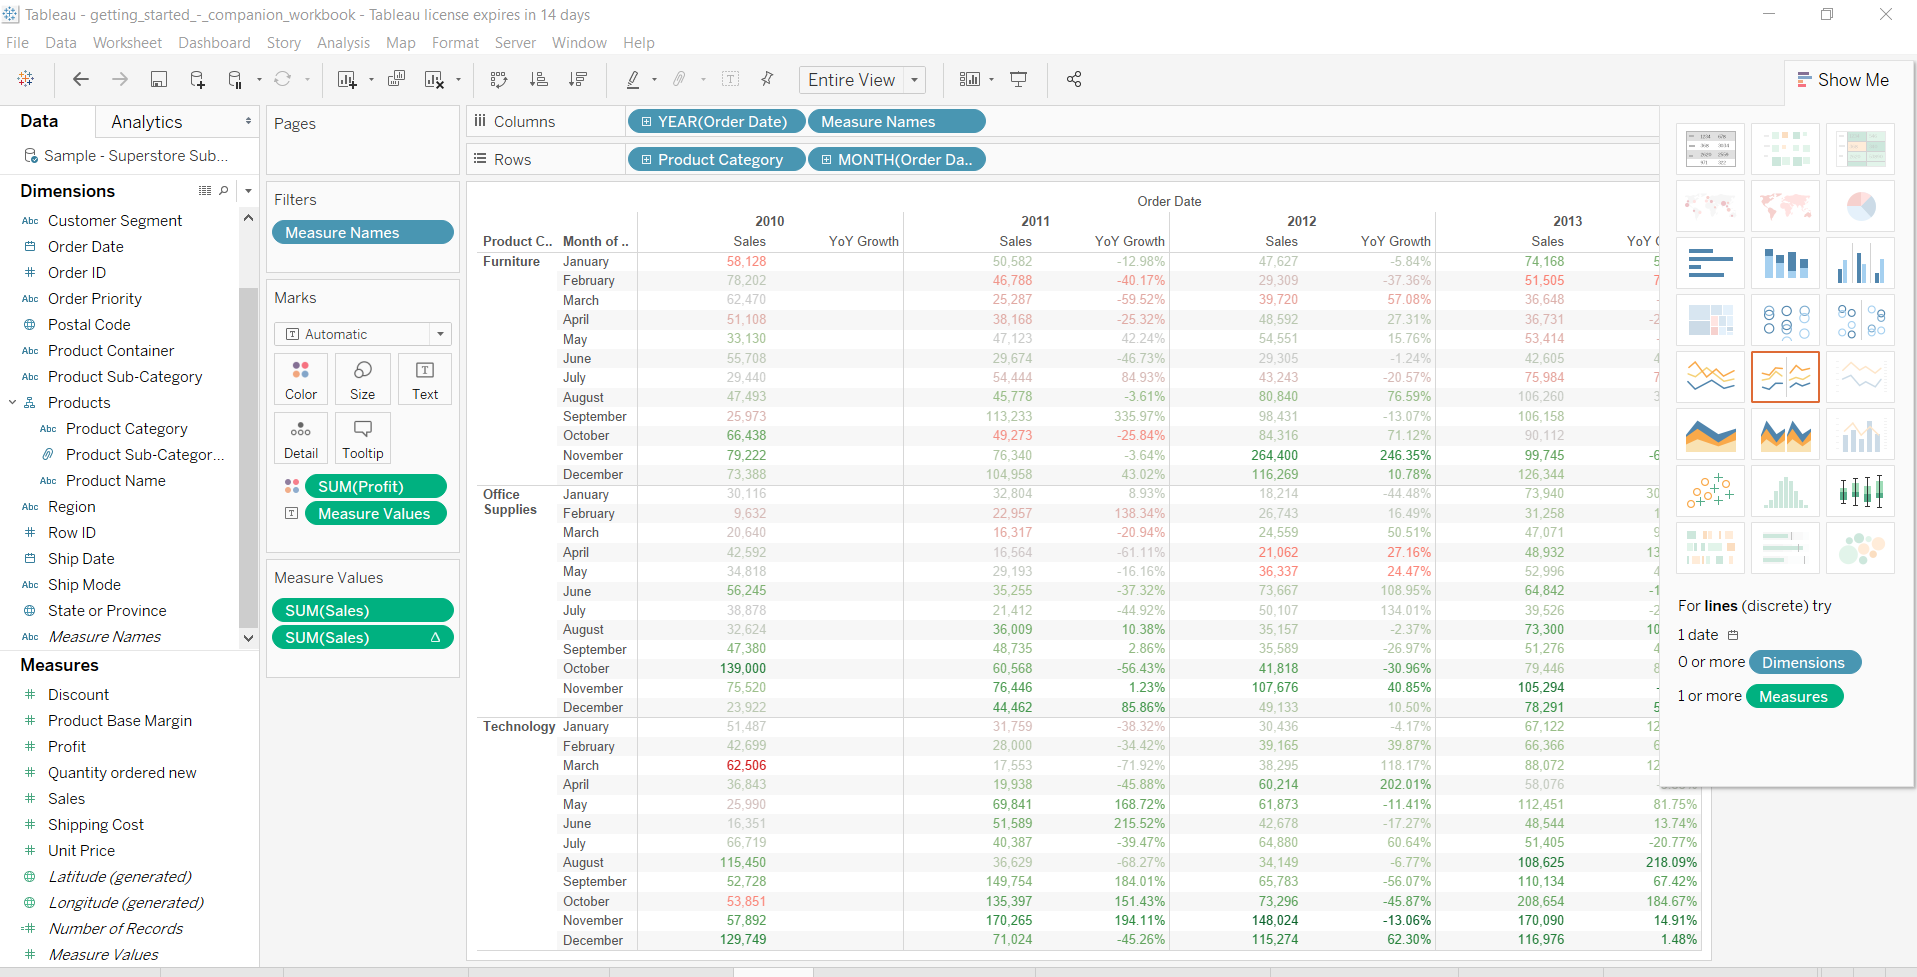 Tableau - getting_started_-_companion_workbook - Tableau license expires in 14 days
File Data Worksheet Dashboard Story Analysis Map Format Server Window Help
Entire View
Show Me
Data Analytics
Sample - Superstore Sub...
Dimensions
Abc Customer Segment
Order Date
# Order ID
Abc Order Priority
Postal Code
Abc Product Container
Abc Product Sub-Category
Products
Abc Product Category
Product Sub-Categor...
Abc Product Name
Abc Region
# Row ID
Ship Date
Abc Ship Mode
State or Province
Abc Measure Names
Measures
# Discount
# Product Base Margin
# Profit
# Quantity ordered new
# Sales
# Shipping Cost
# Unit Price
Latitude (generated)
Longitude (generated)
=# Number of Records
# Measure Values
Pages
Filters
Measure Names
Marks
T Automatic
Color Size Text
Detail Tooltip
SUM(Profit)
Measure Values
Measure Values
SUM(Sales)
SUM(Sales) Δ
Columns YEAR(Order Date) Measure Names
Rows Product Category MONTH(Order Da..
Order Date
2010 2011 2012 2013
Product C.. Month of .. Sales YoY Growth Sales YoY Growth Sales YoY Growth Sales YoY G
Furniture January 58,128 50,582 -12.98% 47,627 -5.84% 74,168 5
February 78,202 46,788 -40.17% 29,309 -37.36% 51,505 7
March 62,470 25,287 -59.52% 39,720 57.08% 36,648 -
April 51,108 38,168 -25.32% 48,592 27.31% 36,731 -2
May 33,130 47,123 42.24% 54,551 15.76% 53,414 -
June 55,708 29,674 -46.73% 29,305 -1.24% 42,605 4
July 29,440 54,444 84.93% 43,243 -20.57% 75,984 7
August 47,493 45,778 -3.61% 80,840 76.59% 106,260 3
September 25,973 113,233 335.97% 98,431 -13.07% 106,158
October 66,438 49,273 -25.84% 84,316 71.12% 90,112
November 79,222 76,340 -3.64% 264,400 246.35% 99,745 -6
December 73,388 104,958 43.02% 116,269 10.78% 126,344
Office Supplies January 30,116 32,804 8.93% 18,214 -44.48% 73,940 30
February 9,632 22,957 138.34% 26,743 16.49% 31,258 1
March 20,640 16,317 -20.94% 24,559 50.51% 47,071 9
April 42,592 16,564 -61.11% 21,062 27.16% 48,932 13
May 34,818 29,193 -16.16% 36,337 24.47% 52,996 4
June 56,245 35,255 -37.32% 73,667 108.95% 64,842 -1
July 38,878 21,412 -44.92% 50,107 134.01% 39,526 -2
August 32,624 36,009 10.38% 35,157 -2.37% 73,300 10
September 47,380 48,735 2.86% 35,589 -26.97% 51,276 4
October 139,000 60,568 -56.43% 41,818 -30.96% 79,446 8
November 75,520 76,446 1.23% 107,676 40.85% 105,294 -
December 23,922 44,462 85.86% 49,133 10.50% 78,291 5
Technology January 51,487 31,759 -38.32% 30,436 -4.17% 67,122 12
February 42,699 28,000 -34.42% 39,165 39.87% 66,366 6
March 62,506 17,553 -71.92% 38,295 118.17% 88,072 12
April 36,843 19,938 -45.88% 60,214 202.01% 58,076
May 25,990 69,841 168.72% 61,873 -11.41% 112,451 81.75%
June 16,351 51,589 215.52% 42,678 -17.27% 48,544 13.74%
July 66,719 40,387 -39.47% 64,880 60.64% 51,405 -20.77%
August 115,450 36,629 -68.27% 34,149 -6.77% 108,625 218.09%
September 52,728 149,754 184.01% 65,783 -56.07% 110,134 67.42%
October 53,851 135,397 151.43% 73,296 -45.87% 208,654 184.67%
November 57,892 170,265 194.11% 148,024 -13.06% 170,090 14.91%
December 129,749 71,024 -45.26% 115,274 62.30% 116,976 1.48%
For lines (discrete) try
1 date
0 or more Dimensions
1 or more Measures